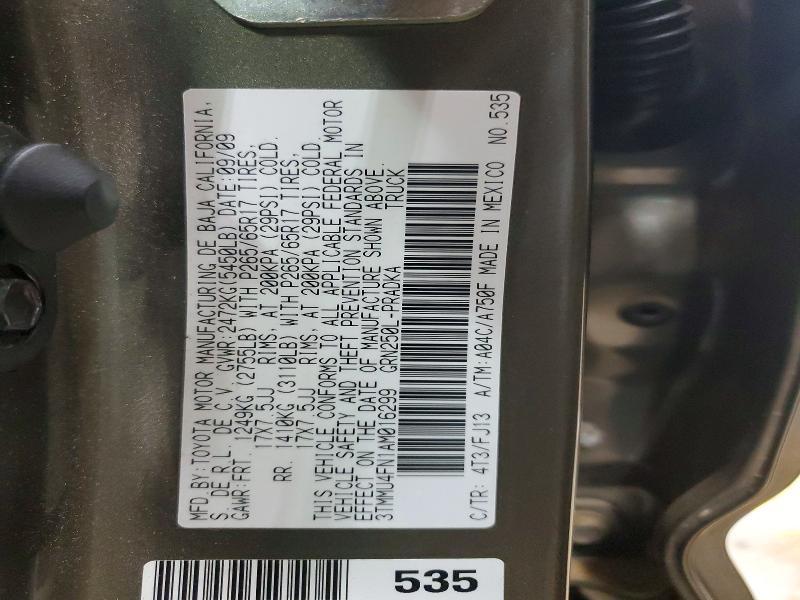 MFD.BY:TOYOTA MOTOR MANUFACTURING DE BAJA CALIFORNIA,
S. DE R.L. DE C.V. GVWR:2472KG(5450LB) DATE:09/09
GAWR:FRT. 1249KG (2755LB) WITH P265/65R17 TIRES,
17X7.5JJ RIMS, AT 200KPA (29PSI) COLD.
RR. 1410KG (3110LB) WITH P265/65R17 TIRES,
17X7.5JJ RIMS, AT 200KPA (29PSI) COLD.
THIS VEHICLE CONFORMS TO ALL APPLICABLE FEDERAL MOTOR
VEHICLE SAFETY AND THEFT PREVENTION STANDARDS IN
EFFECT ON THE DATE OF MANUFACTURE SHOWN ABOVE.
3TMMU4FN1AM016299 GRN250L-PRADKA TRUCK
C/TR: 4T3/FJ13 A/TM:A04C/A750F MADE IN MEXICO NO.535
535